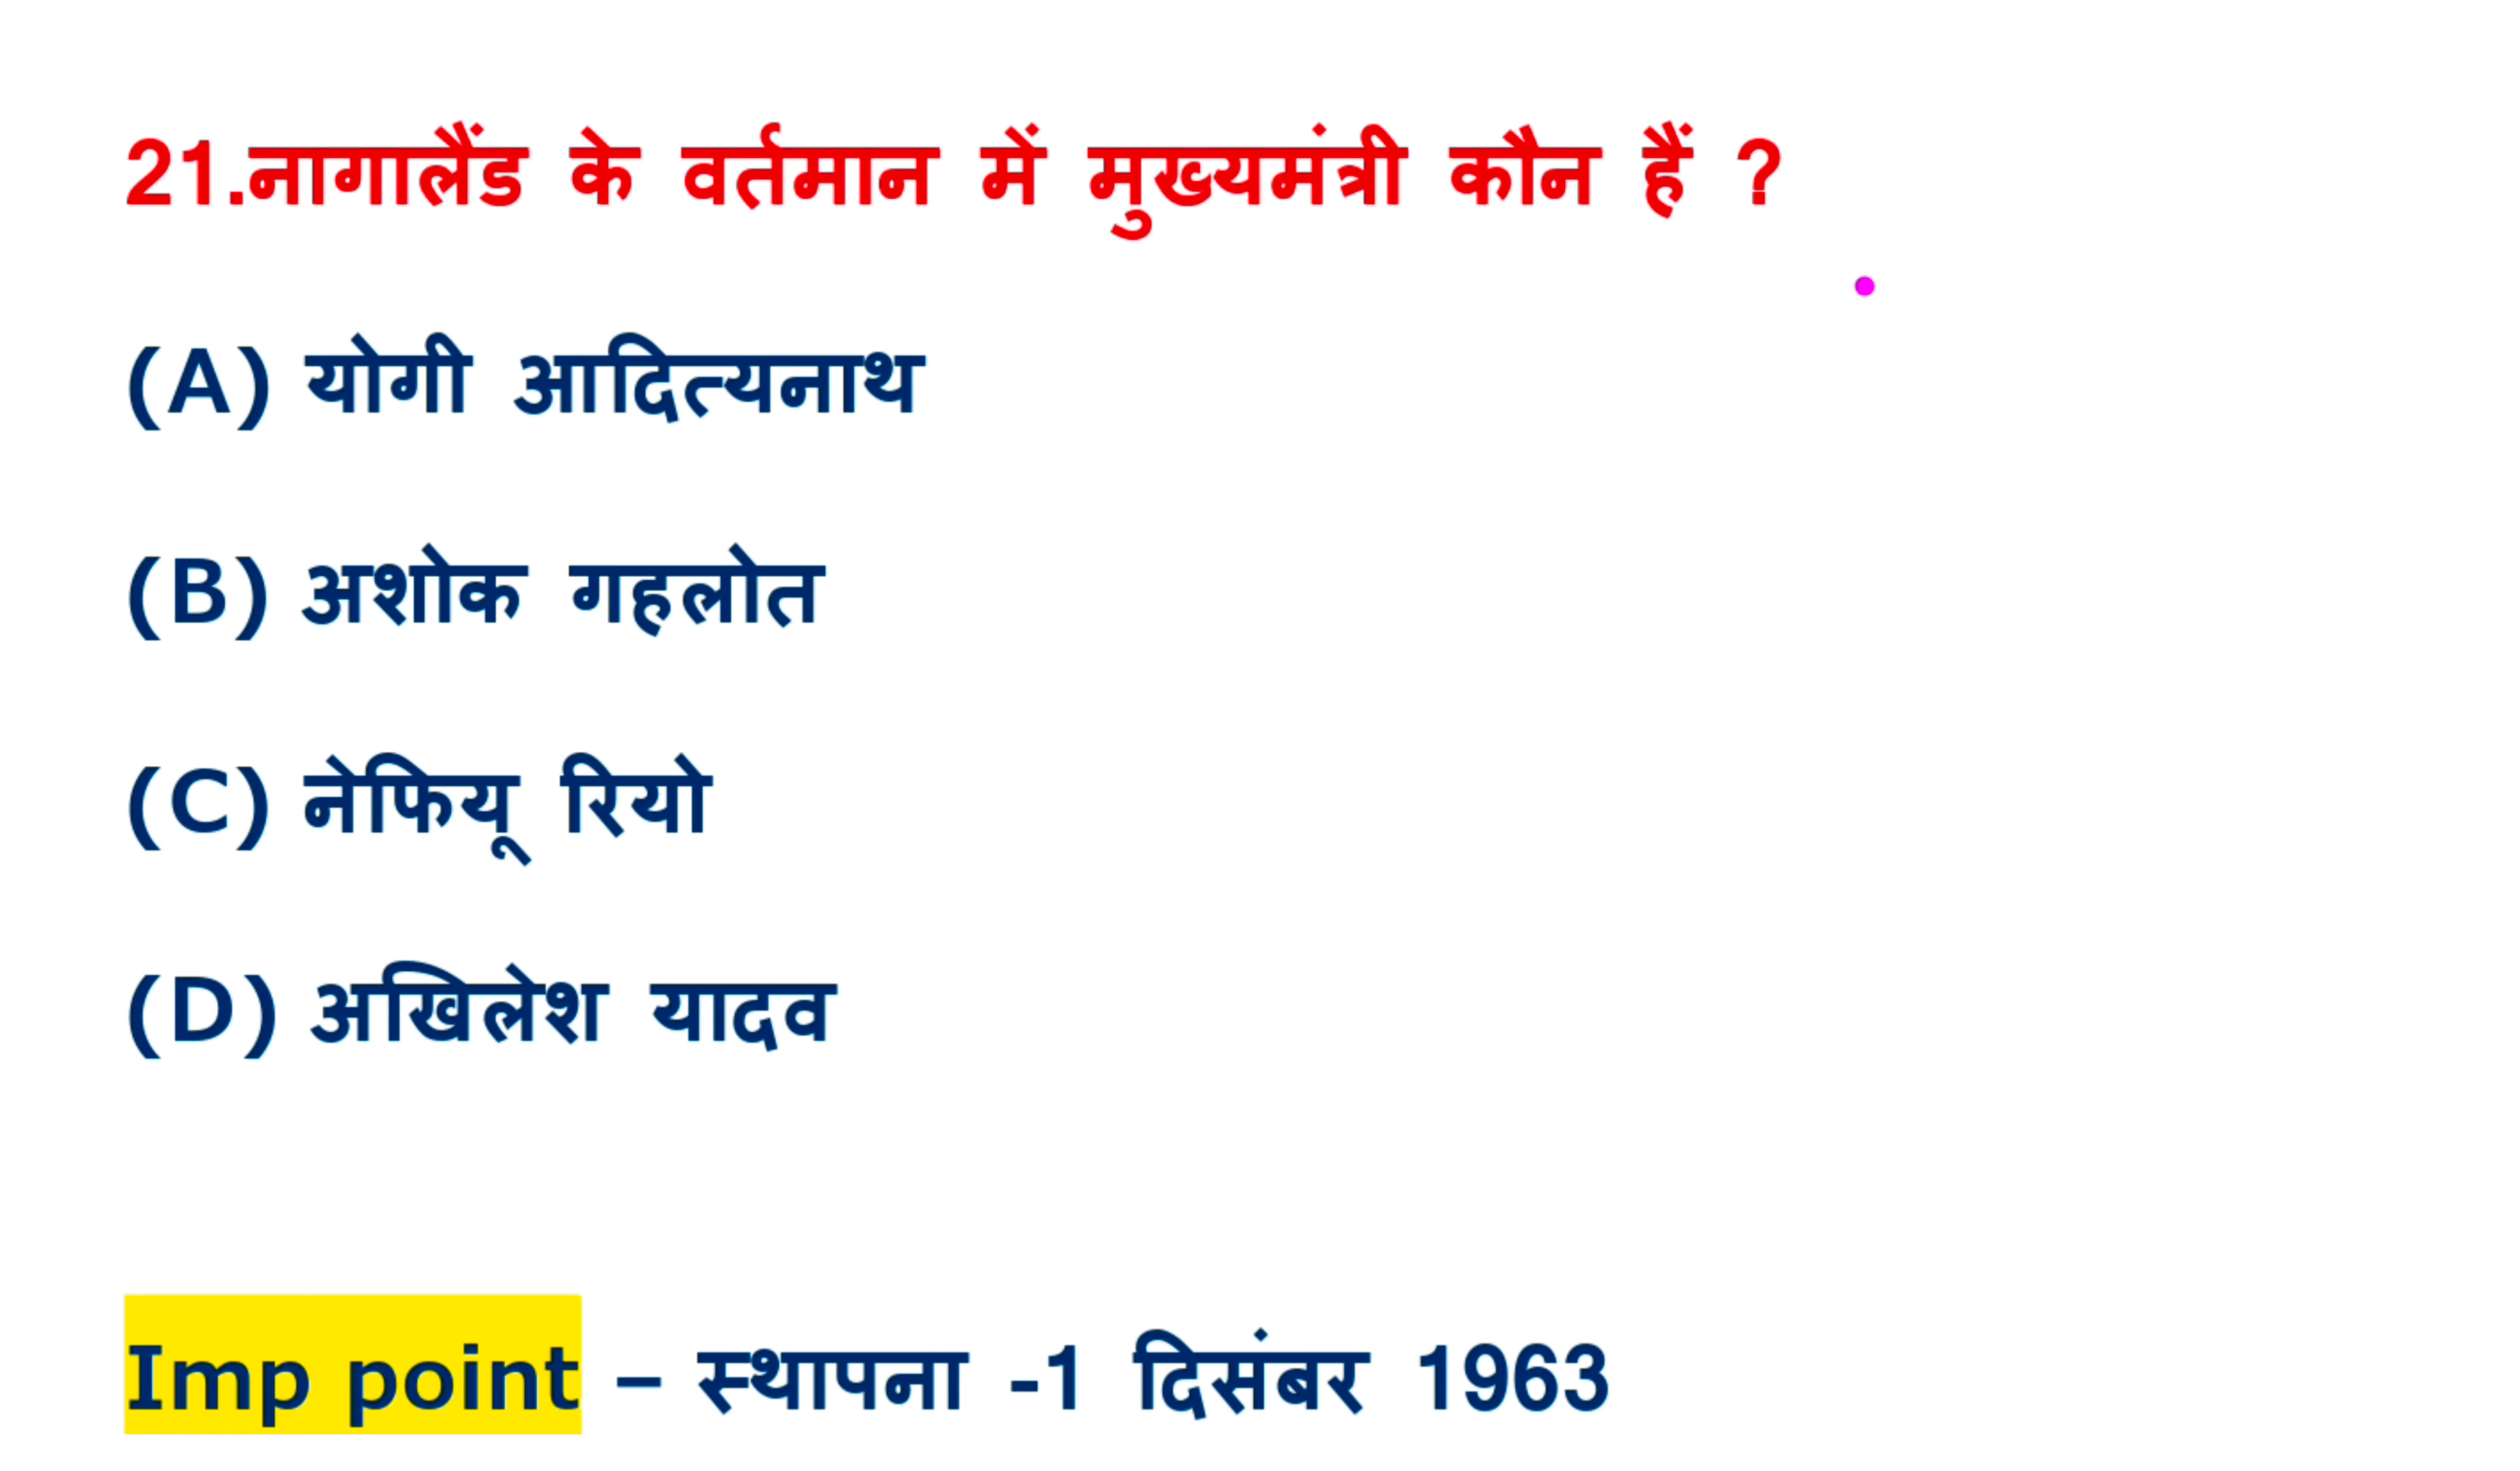 21.नागालैंड के वर्तमान में मुख्यमंत्री कौन हैं ?
(A) योगी आदित्यनाथ
(B) अशोक गहलोत
(C) नेफियू रियो
(D) अखिलेश यादव
Imp point – स्थापना -1 दिसंबर 1963